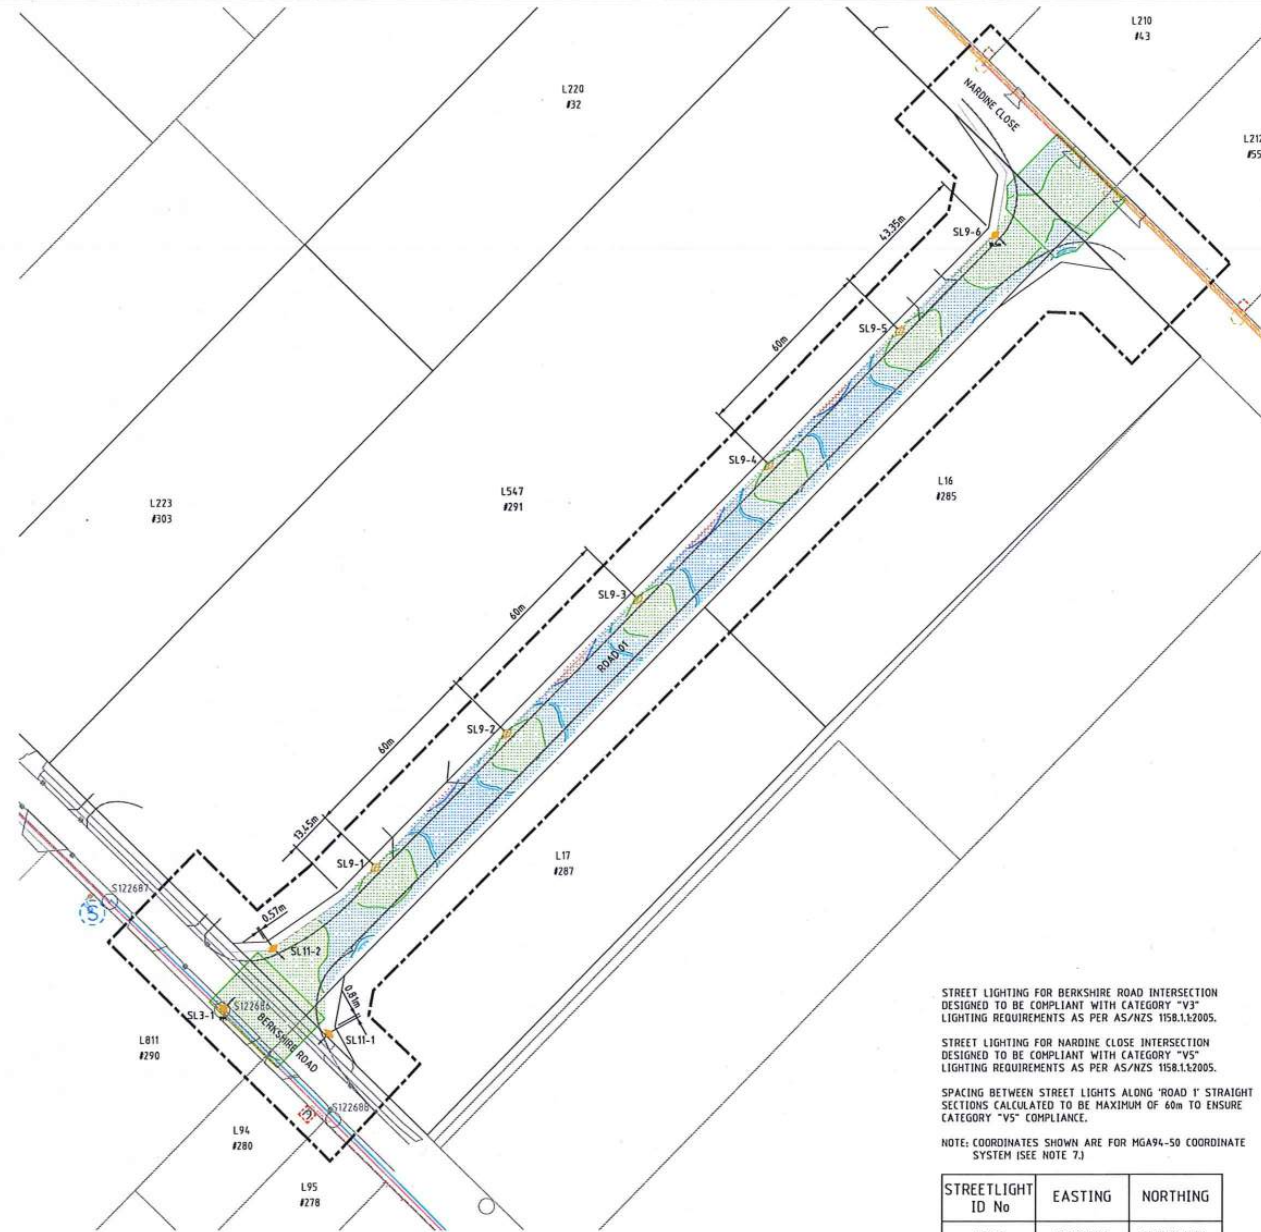 L210
#43
L220
#32
NARDINE CLOSE
L212
#55
43.35m
SL9-6
SL9-5
60m
SL9-4
L16
#285
L223
#303
L547
#291
SL9-3
60m
ROAD 01
SL9-2
60m
13.45m
SL9-1
L17
#287
S122687
S
0.57m
SL11-2
S122686
SL3-1
0.81m
SL11-1
BERKSHIRE ROAD
L811
#290
S122688
L94
#280
L95
#278
STREET LIGHTING FOR BERKSHIRE ROAD INTERSECTION
DESIGNED TO BE COMPLIANT WITH CATEGORY "V3"
LIGHTING REQUIREMENTS AS PER AS/NZS 1158.1.1:2005.
STREET LIGHTING FOR NARDINE CLOSE INTERSECTION
DESIGNED TO BE COMPLIANT WITH CATEGORY "V5"
LIGHTING REQUIREMENTS AS PER AS/NZS 1158.1.1:2005.
SPACING BETWEEN STREET LIGHTS ALONG 'ROAD 1' STRAIGHT
SECTIONS CALCULATED TO BE MAXIMUM OF 60m TO ENSURE
CATEGORY "V5" COMPLIANCE.
NOTE: COORDINATES SHOWN ARE FOR MGA94-50 COORDINATE
SYSTEM (SEE NOTE 7.)
STREETLIGHT
ID No
EASTING
NORTHING